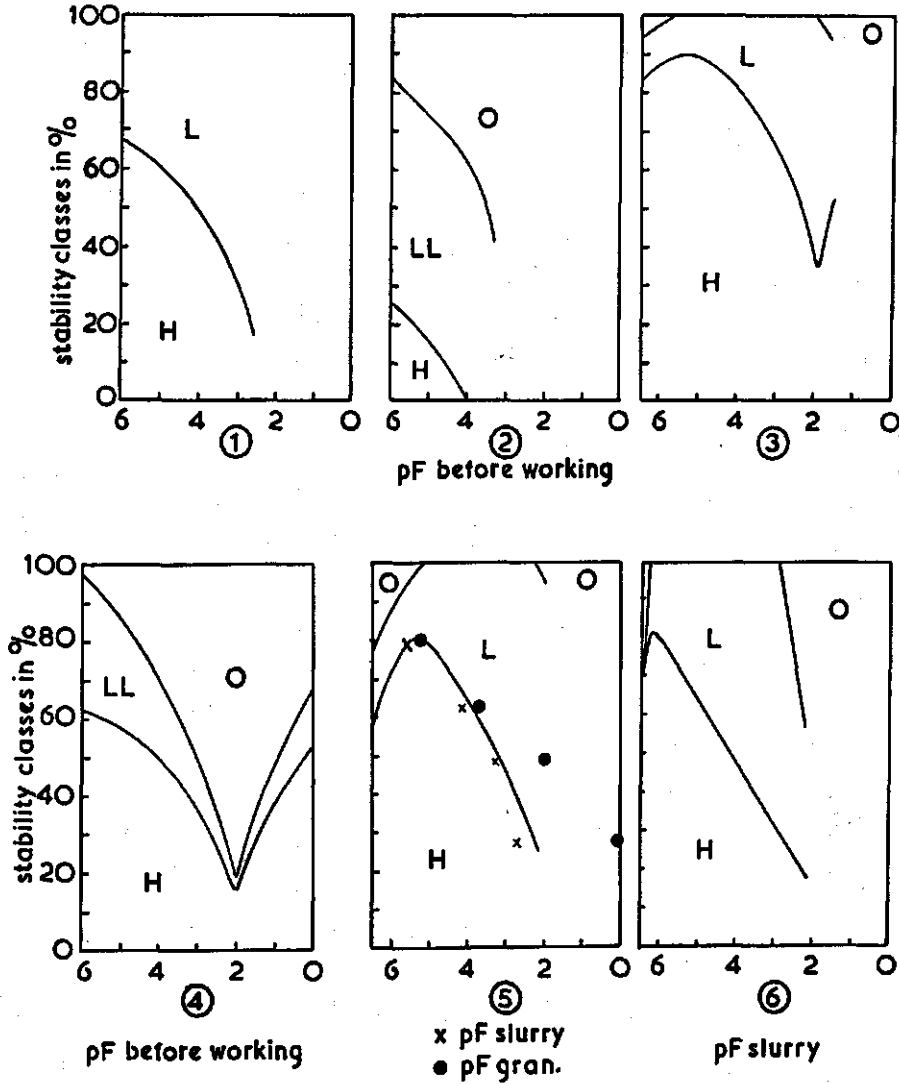 stability classes in %
100
80
60
40
20
0
L
H
6 4 2 0
①
O
LL
H
6 4 2 0
②
pF before working
O
L
H
6 4 2 0
③
stability classes in %
100
80
60
40
20
0
LL
O
H
6 4 2 0
④
pF before working
O O
L
H
6 4 2 0
⑤
x pF slurry
● pF gran.
O
L
H
6 4 2 0
⑥
pF slurry